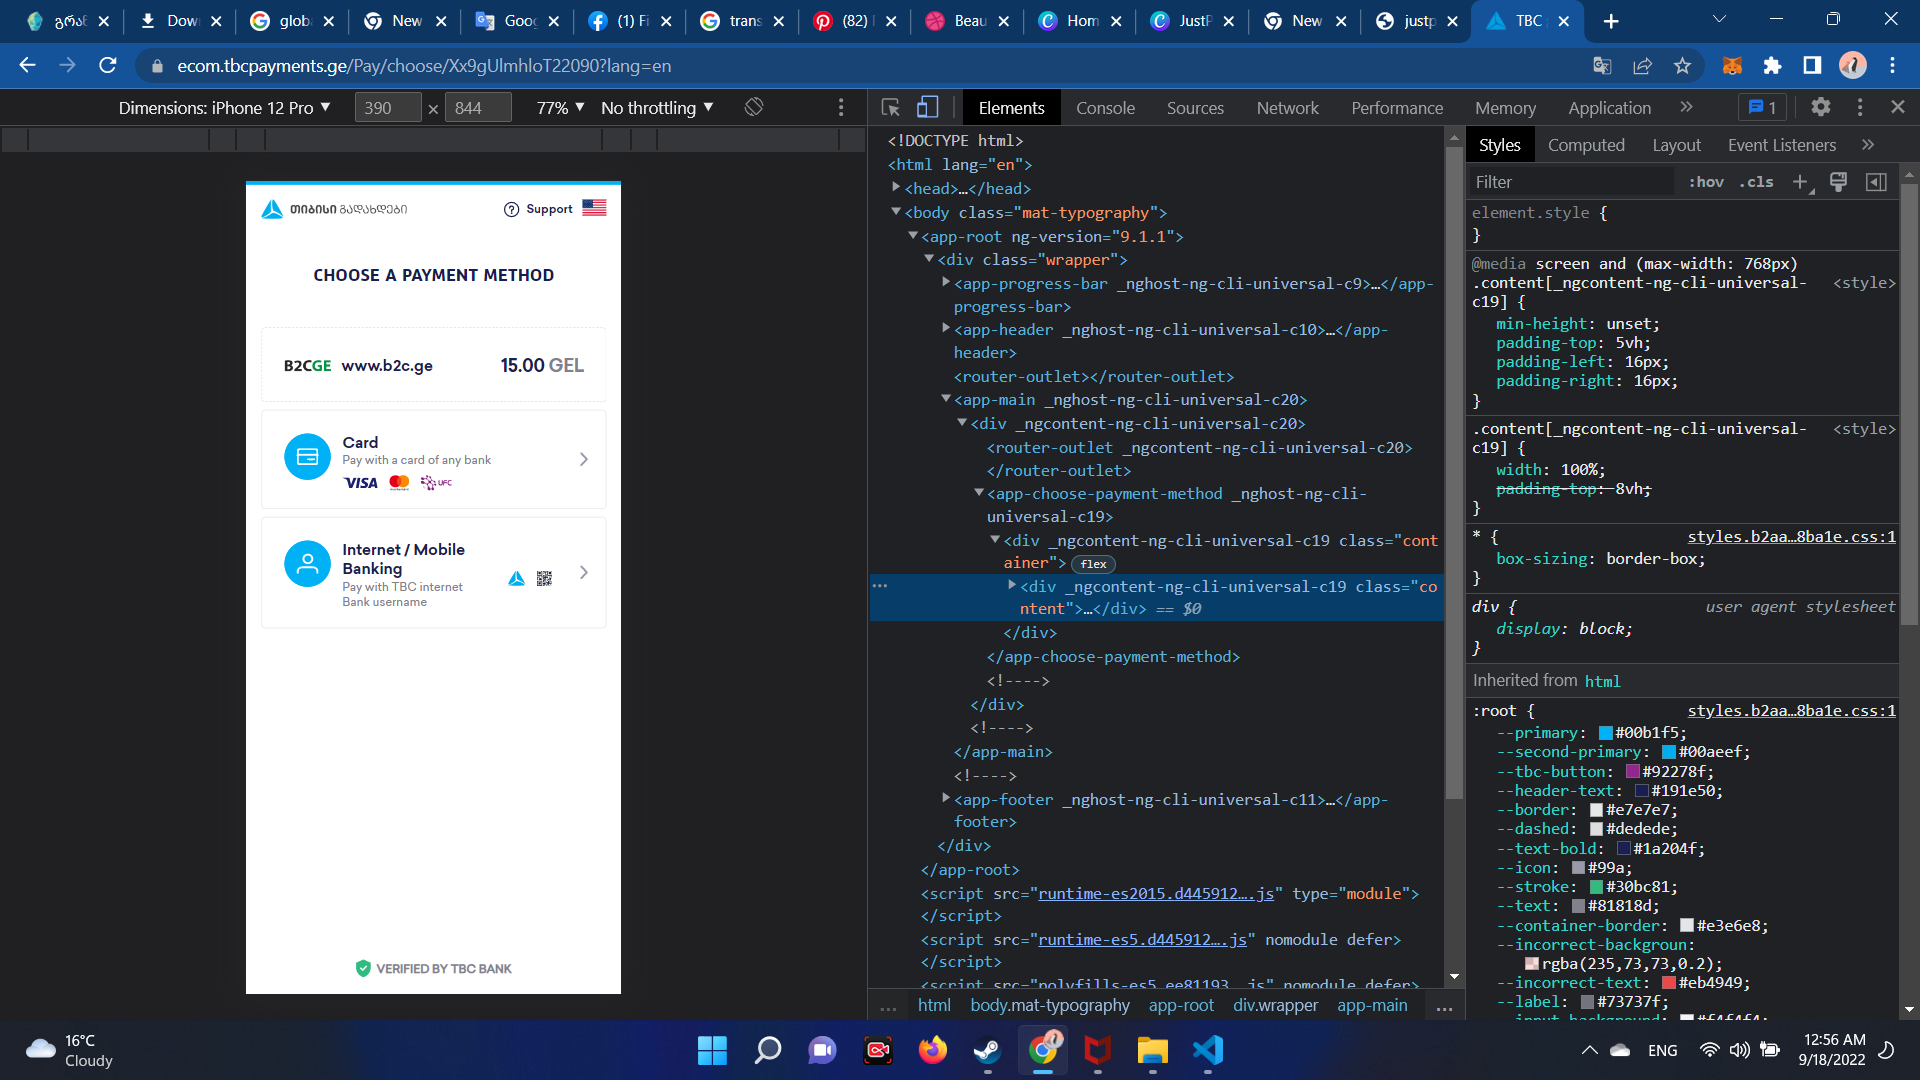 გრან
Dow
globa
New
Goog
(1) Fi
trans
(82)
Beau
Hom
JustP
New
justp
TBC
ecom.tbcpayments.ge/Pay/choose/Xx9gUlmhloT22090?lang=en
Dimensions: iPhone 12 Pro ▼ 390 × 844 77% ▼ No throttling ▼
Elements Console Sources Network Performance Memory Application » 1
თიბისი გადახდები
Support
CHOOSE A PAYMENT METHOD
B2CGE www.b2c.ge 15.00 GEL
Card
Pay with a card of any bank
VISA UFC
Internet / Mobile
Banking
Pay with TBC internet
Bank username
VERIFIED BY TBC BANK
<!DOCTYPE html>
<html lang="en">
<head>…</head>
<body class="mat-typography">
<app-root ng-version="9.1.1">
<div class="wrapper">
<app-progress-bar _nghost-ng-cli-universal-c9>…</app-
progress-bar>
<app-header _nghost-ng-cli-universal-c10>…</app-
header>
<router-outlet></router-outlet>
<app-main _nghost-ng-cli-universal-c20>
<div _ngcontent-ng-cli-universal-c20>
<router-outlet _ngcontent-ng-cli-universal-c20>
</router-outlet>
<app-choose-payment-method _nghost-ng-cli-
universal-c19>
<div _ngcontent-ng-cli-universal-c19 class="cont
ainer"> flex
<div _ngcontent-ng-cli-universal-c19 class="co
ntent">…</div> == $0
</div>
</app-choose-payment-method>
<!---->
</div>
<!---->
</app-main>
<!---->
<app-footer _nghost-ng-cli-universal-c11>…</app-
footer>
</div>
</app-root>
<script src="runtime-es2015.d445912….js" type="module">
</script>
<script src="runtime-es5.d445912….js" nomodule defer>
</script>
<script src="polyfills-es5.ee81193….js" nomodule defer>
… html body.mat-typography app-root div.wrapper app-main …
Styles Computed Layout Event Listeners »
Filter :hov .cls +
element.style {
}
@media screen and (max-width: 768px)
.content[_ngcontent-ng-cli-universal- <style>
c19] {
min-height: unset;
padding-top: 5vh;
padding-left: 16px;
padding-right: 16px;
}
.content[_ngcontent-ng-cli-universal- <style>
c19] {
width: 100%;
padding-top: 8vh;
}
* { styles.b2aa…8ba1e.css:1
box-sizing: border-box;
}
div { user agent stylesheet
display: block;
}
Inherited from html
:root { styles.b2aa…8ba1e.css:1
--primary: #00b1f5;
--second-primary: #00aeef;
--tbc-button: #92278f;
--header-text: #191e50;
--border: #e7e7e7;
--dashed: #dedede;
--text-bold: #1a204f;
--icon: #99a;
--stroke: #30bc81;
--text: #81818d;
--container-border: #e3e6e8;
--incorrect-backgroun:
rgba(235,73,73,0.2);
--incorrect-text: #eb4949;
--label: #73737f;
--input-background: #f4f4f4;
16°C
Cloudy
ENG
12:56 AM
9/18/2022